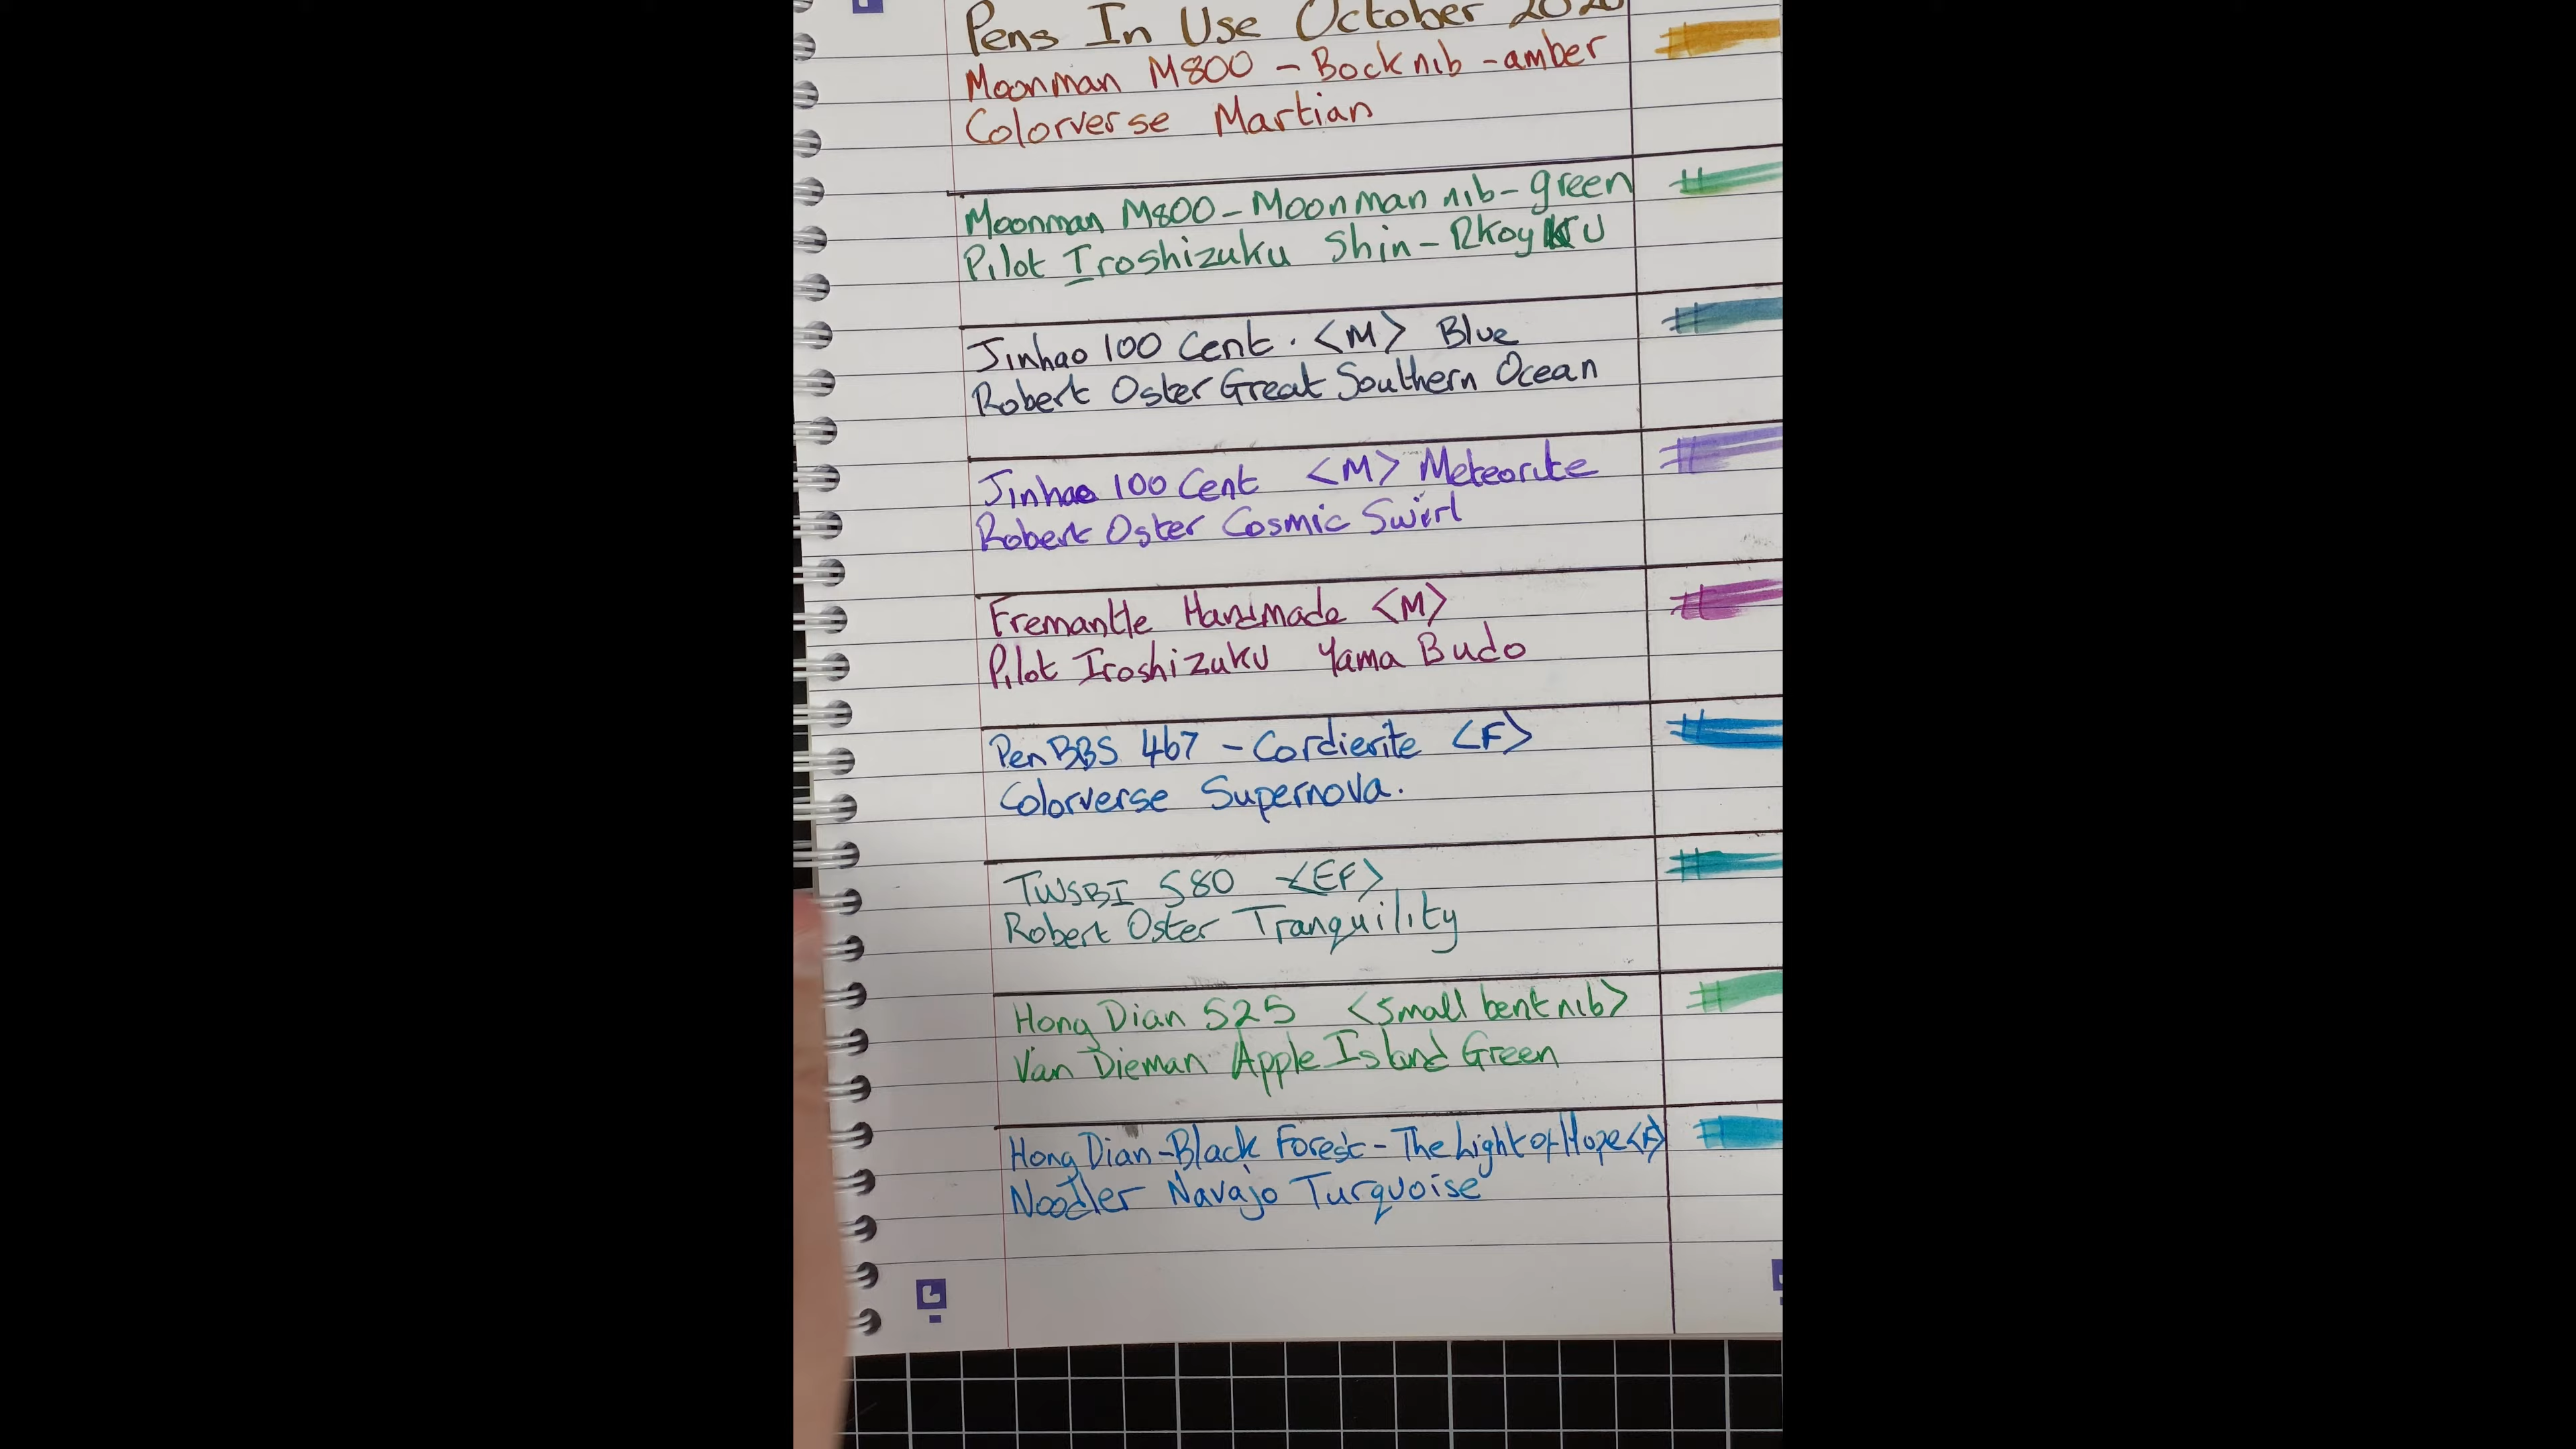 Pens In Use October 2020
Moonman M800 - Bock nib - amber
Colorverse Martian
Moonman M800 - Moonman nib - green
Pilot Iroshizuku Shin-Rkoyku
Jinhao 100 Cent. <M> Blue
Robert Oster Great Southern Ocean
Jinhao 100 Cent <M> Meteorite
Robert Oster Cosmic Swirl
Fremantle Handmade <M>
Pilot Iroshizuku Yama Budo
PenBBS 467 - Cordierite <F>
Colorverse Supernova.
TWSBI 580 <EF>
Robert Oster Tranquility
Hong Dian 525 <small bent nib>
Van Dieman Apple Island Green
Hong Dian - Black Forest - The Light of Hope <F>
Noodler Navajo Turquoise